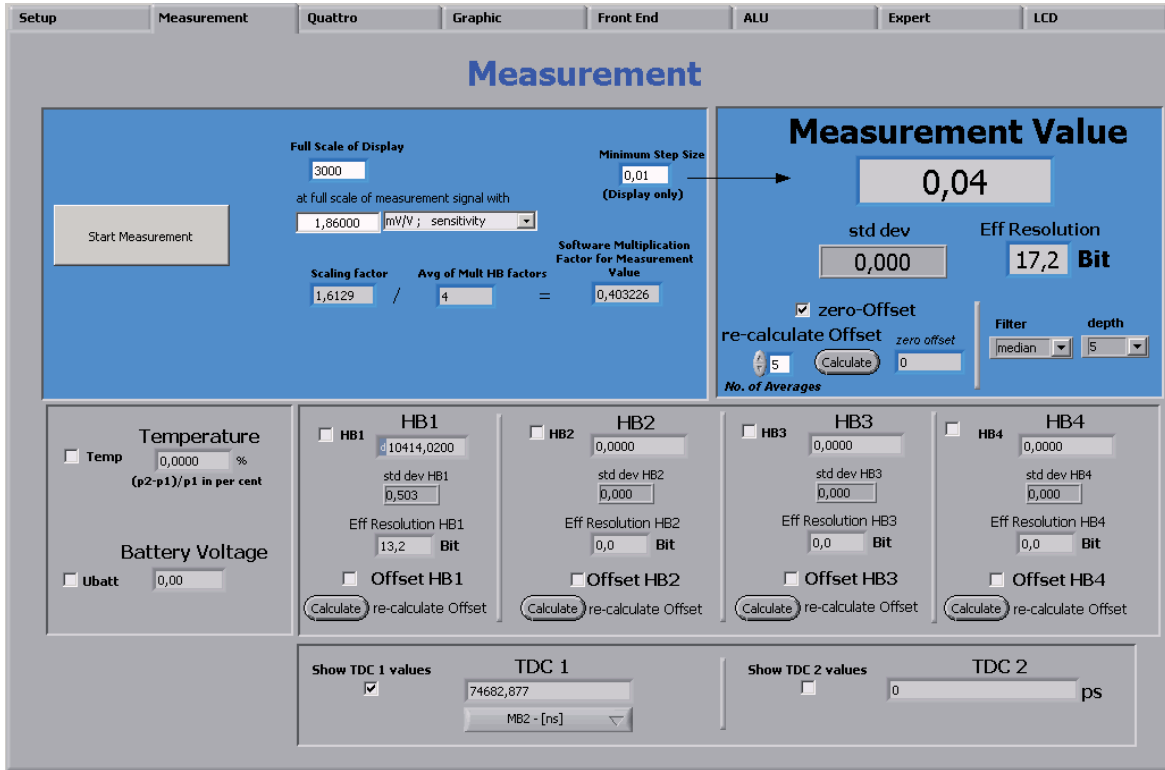 Setup
Measurement
Quattro
Graphic
Front End
ALU
Expert
LCD
Measurement
Start Measurement
Full Scale of Display
3000
at full scale of measurement signal with
1,86000
mV/V ; sensitivity
Minimum Step Size
0,01
(Display only)
Scaling factor
1,6129
/
Avg of Mult HB factors
4
=
Software Multiplication
Factor for Measurement
Value
0,403226
Measurement Value
0,04
std dev
0,000
Eff Resolution
17,2 Bit
zero-Offset
re-calculate Offset
5
No. of Averages
Calculate
zero offset
0
Filter
median
depth
5
Temperature
Temp
0,0000 %
(p2-p1)/p1 in per cent
Battery Voltage
Ubatt
0,00
HB1
HB1
d10414,0200
std dev HB1
0,503
Eff Resolution HB1
13,2 Bit
Offset HB1
Calculate re-calculate Offset
HB2
HB2
0,0000
std dev HB2
0,000
Eff Resolution HB2
0,0 Bit
Offset HB2
Calculate re-calculate Offset
HB3
HB3
0,0000
std dev HB3
0,000
Eff Resolution HB3
0,0 Bit
Offset HB3
Calculate re-calculate Offset
HB4
HB4
0,0000
std dev HB4
0,000
Eff Resolution HB4
0,0 Bit
Offset HB4
Calculate re-calculate Offset
Show TDC 1 values
TDC 1
74682,877
MB2 - [ns]
Show TDC 2 values
TDC 2
0
ps